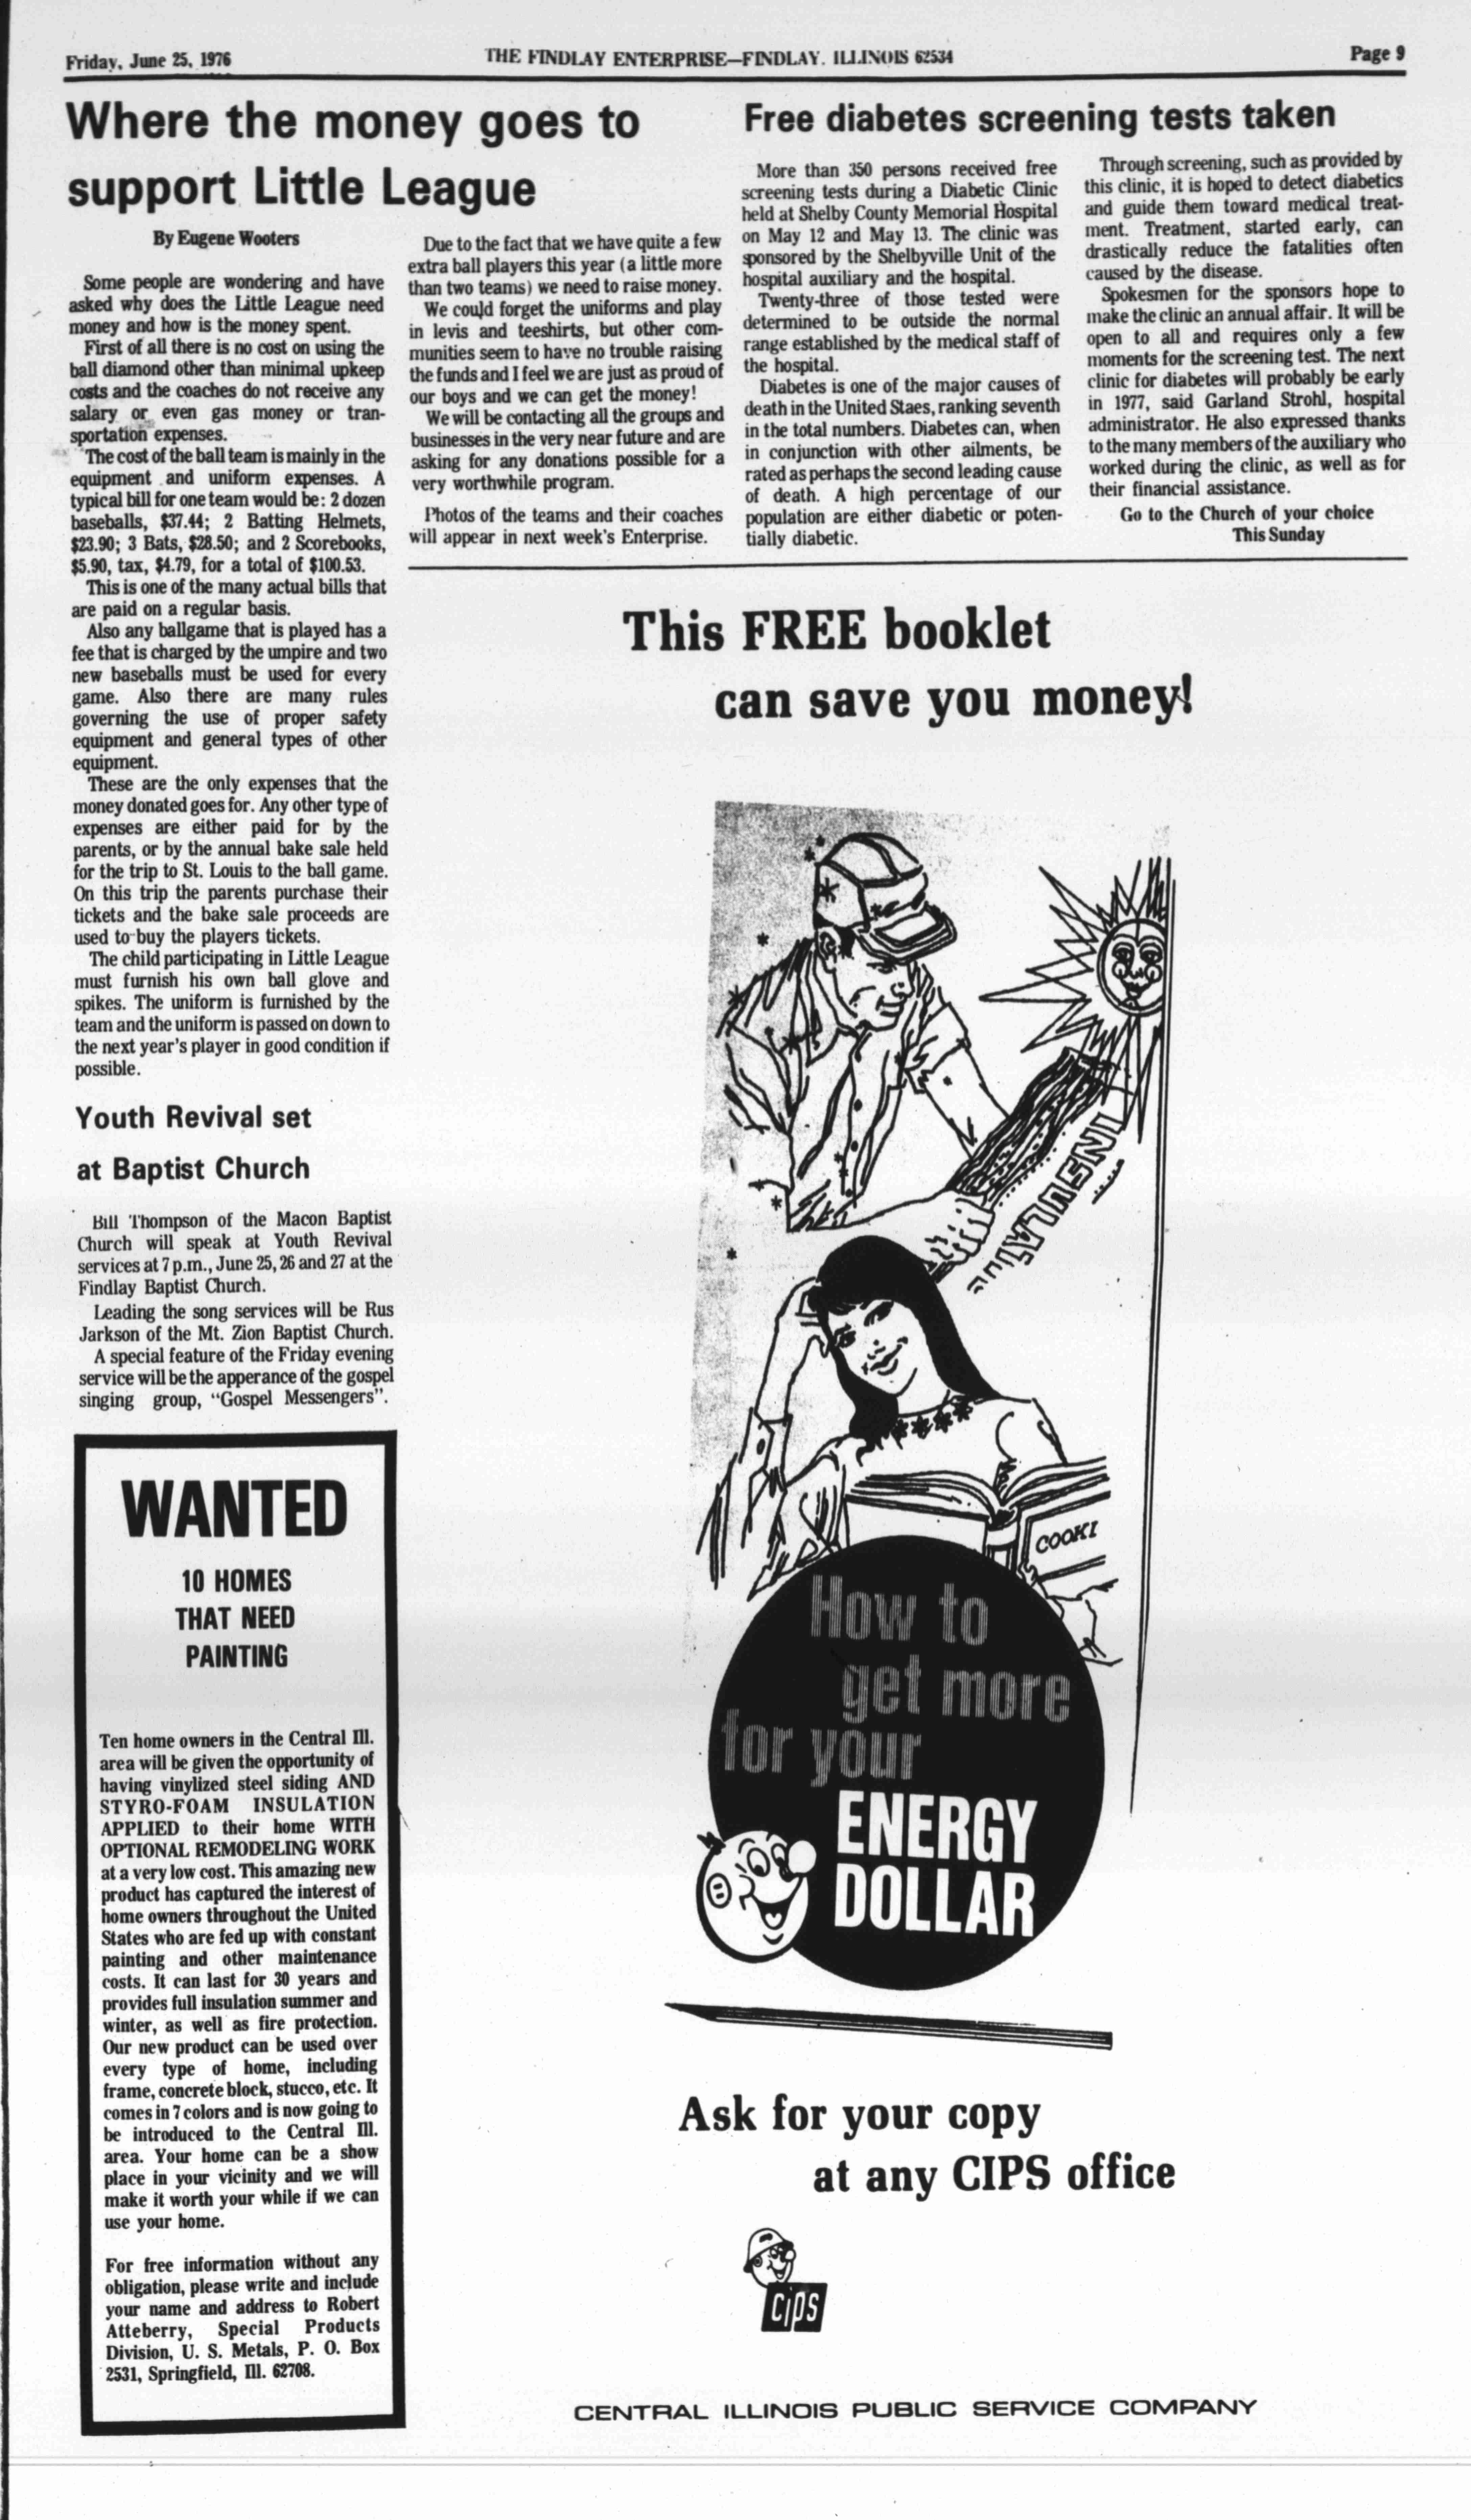 Friday, June 25, 1976
THE FINDLAY ENTERPRISE—FINDLAY, ILLINOIS 62534
Page 9
Where the money goes to
support Little League
By Eugene Wooters
Some people are wondering and have
asked why does the Little League need
money and how is the money spent.
First of all there is no cost on using the
ball diamond other than minimal upkeep
costs and the coaches do not receive any
salary or even gas money or tran-
sportation expenses.
The cost of the ball team is mainly in the
equipment and uniform expenses. A
typical bill for one team would be: 2 dozen
baseballs, $37.44; 2 Batting Helmets,
$23.90; 3 Bats, $28.50; and 2 Scorebooks,
$5.90, tax, $4.79, for a total of $100.53.
This is one of the many actual bills that
are paid on a regular basis.
Also any ballgame that is played has a
fee that is charged by the umpire and two
new baseballs must be used for every
game. Also there are many rules
governing the use of proper safety
equipment and general types of other
equipment.
These are the only expenses that the
money donated goes for. Any other type of
expenses are either paid for by the
parents, or by the annual bake sale held
for the trip to St. Louis to the ball game.
On this trip the parents purchase their
tickets and the bake sale proceeds are
used to buy the players tickets.
The child participating in Little League
must furnish his own ball glove and
spikes. The uniform is furnished by the
team and the uniform is passed on down to
the next year's player in good condition if
possible.
Due to the fact that we have quite a few
extra ball players this year (a little more
than two teams) we need to raise money.
We could forget the uniforms and play
in levis and teeshirts, but other com-
munities seem to have no trouble raising
the funds and I feel we are just as proud of
our boys and we can get the money!
We will be contacting all the groups and
businesses in the very near future and are
asking for any donations possible for a
very worthwhile program.
Photos of the teams and their coaches
will appear in next week's Enterprise.
Free diabetes screening tests taken
More than 350 persons received free
screening tests during a Diabetic Clinic
held at Shelby County Memorial Hospital
on May 12 and May 13. The clinic was
sponsored by the Shelbyville Unit of the
hospital auxiliary and the hospital.
Twenty-three of those tested were
determined to be outside the normal
range established by the medical staff of
the hospital.
Diabetes is one of the major causes of
death in the United Staes, ranking seventh
in the total numbers. Diabetes can, when
in conjunction with other ailments, be
rated as perhaps the second leading cause
of death. A high percentage of our
population are either diabetic or poten-
tially diabetic.
Through screening, such as provided by
this clinic, it is hoped to detect diabetics
and guide them toward medical treat-
ment. Treatment, started early, can
drastically reduce the fatalities often
caused by the disease.
Spokesmen for the sponsors hope to
make the clinic an annual affair. It will be
open to all and requires only a few
moments for the screening test. The next
clinic for diabetes will probably be early
in 1977, said Garland Strohl, hospital
administrator. He also expressed thanks
to the many members of the auxiliary who
worked during the clinic, as well as for
their financial assistance.
Go to the Church of your choice
This Sunday
Youth Revival set
at Baptist Church
Bill Thompson of the Macon Baptist
Church will speak at Youth Revival
services at 7 p.m., June 25, 26 and 27 at the
Findlay Baptist Church.
Leading the song services will be Rus
Jarkson of the Mt. Zion Baptist Church.
A special feature of the Friday evening
service will be the apperance of the gospel
singing group, "Gospel Messengers".
WANTED
10 HOMES
THAT NEED
PAINTING
Ten home owners in the Central Ill.
area will be given the opportunity of
having vinylized steel siding AND
STYRO-FOAM INSULATION
APPLIED to their home WITH
OPTIONAL REMODELING WORK
at a very low cost. This amazing new
product has captured the interest of
home owners throughout the United
States who are fed up with constant
painting and other maintenance
costs. It can last for 30 years and
provides full insulation summer and
winter, as well as fire protection.
Our new product can be used over
every type of home, including
frame, concrete block, stucco, etc. It
comes in 7 colors and is now going to
be introduced to the Central Ill.
area. Your home can be a show
place in your vicinity and we will
make it worth your while if we can
use your home.
For free information without any
obligation, please write and include
your name and address to Robert
Atteberry, Special Products
Division, U. S. Metals, P. O. Box
2531, Springfield, Ill. 62708.
This FREE booklet
can save you money!
COOKI
How to
get more
for your
ENERGY
DOLLAR
Ask for your copy
at any CIPS office
cips
CENTRAL ILLINOIS PUBLIC SERVICE COMPANY